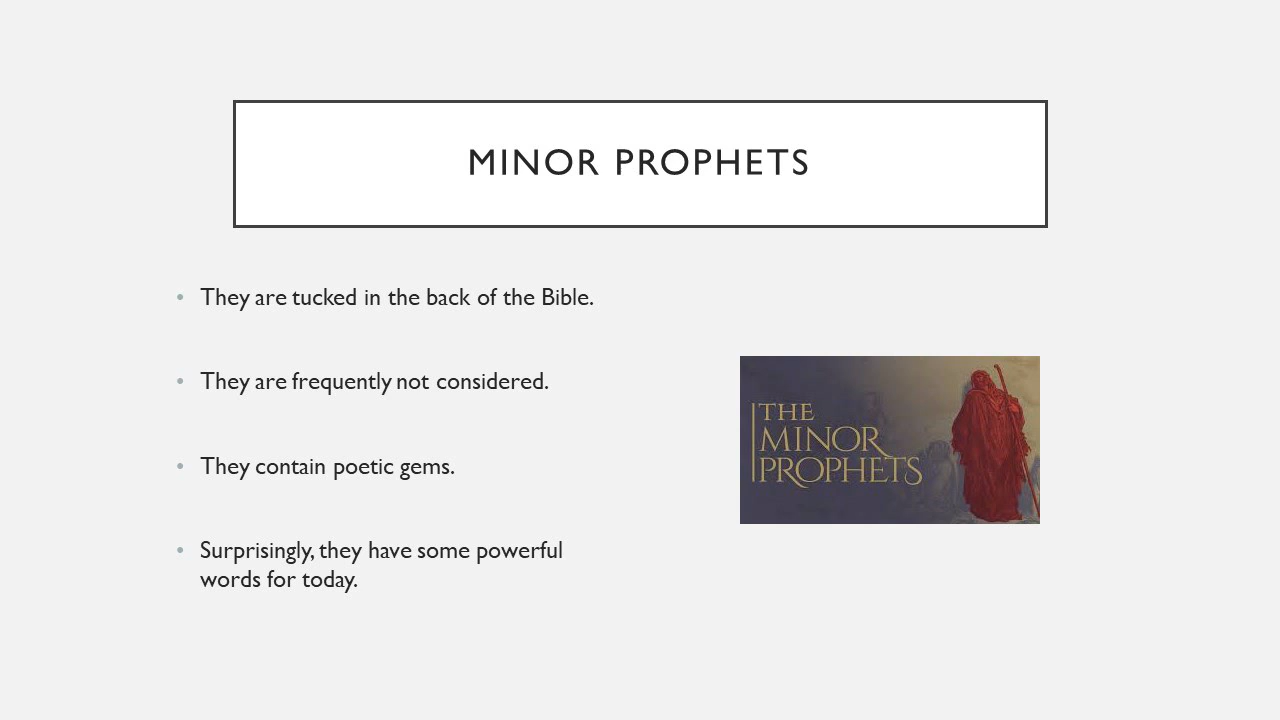 MINOR PROPHETS
• They are tucked in the back of the Bible.
• They are frequently not considered.
• They contain poetic gems.
• Surprisingly, they have some powerful
words for today.
THE
MINOR
PROPHETS